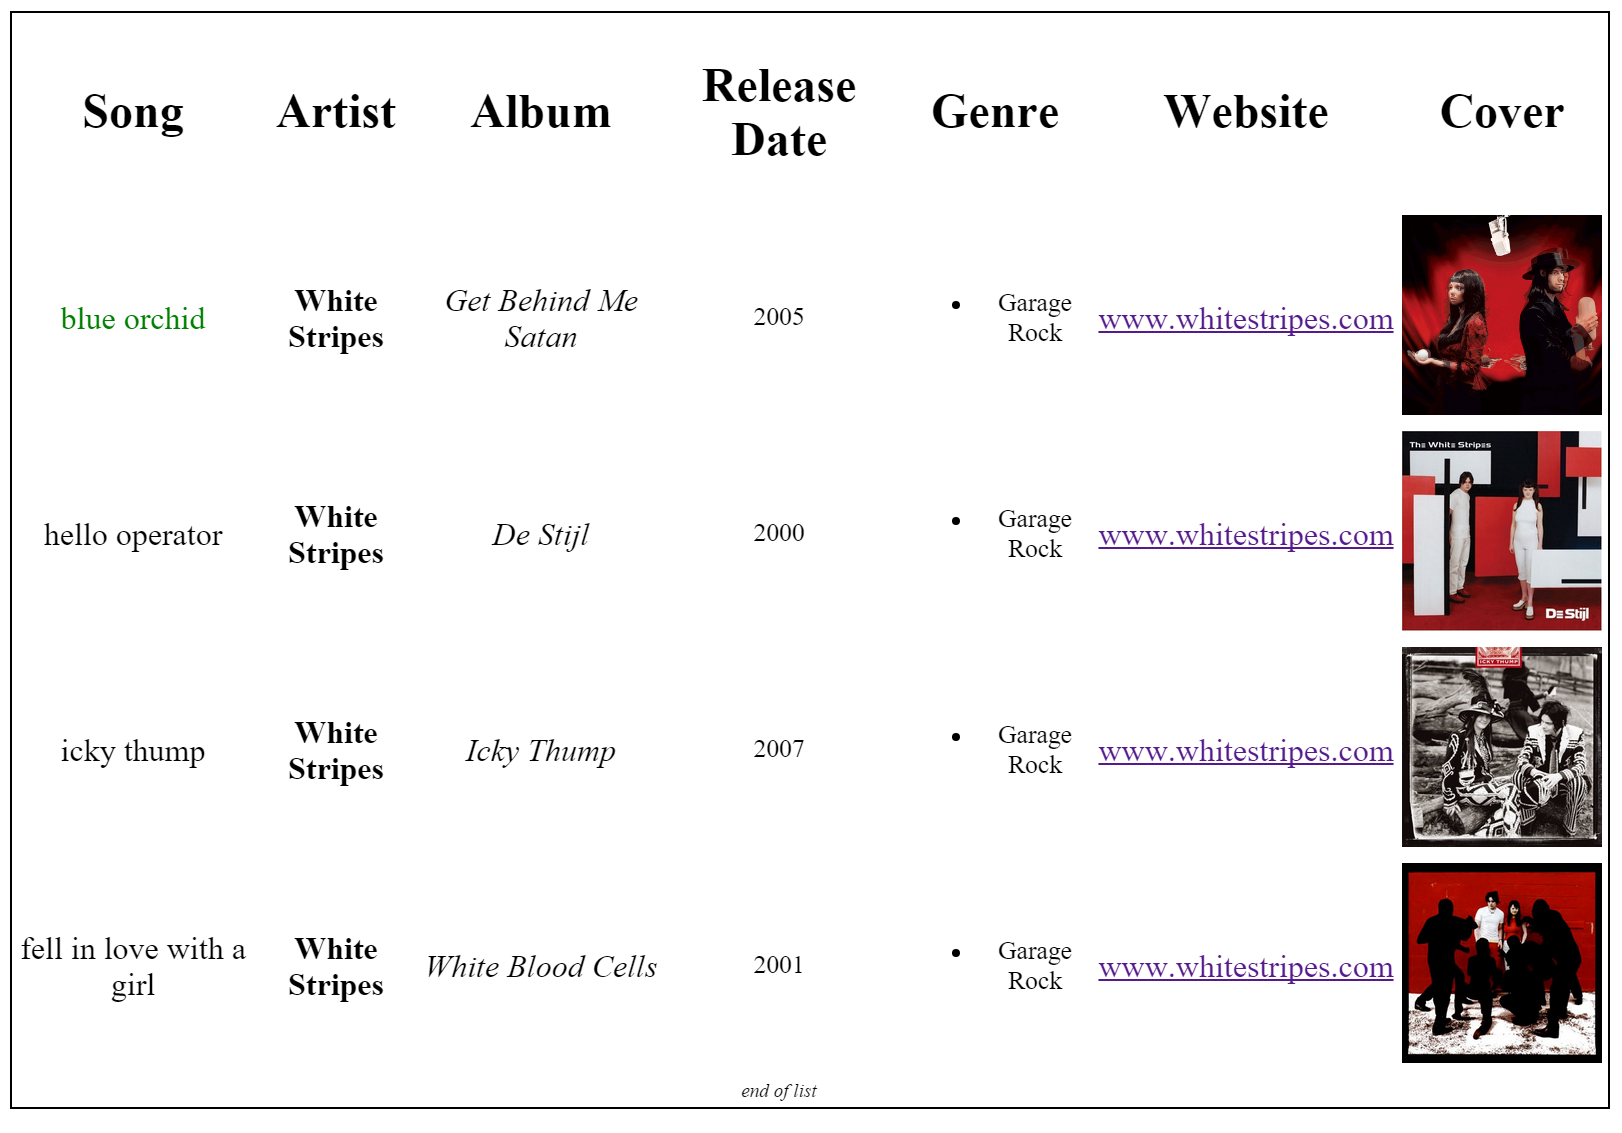 Song Artist Album Release Date Genre Website Cover
blue orchid White Stripes Get Behind Me Satan 2005 • Garage Rock www.whitestripes.com
The White Stripes
hello operator White Stripes De Stijl 2000 • Garage Rock www.whitestripes.com
De Stijl
ICKY THUMP
icky thump White Stripes Icky Thump 2007 • Garage Rock www.whitestripes.com
fell in love with a girl White Stripes White Blood Cells 2001 • Garage Rock www.whitestripes.com
end of list